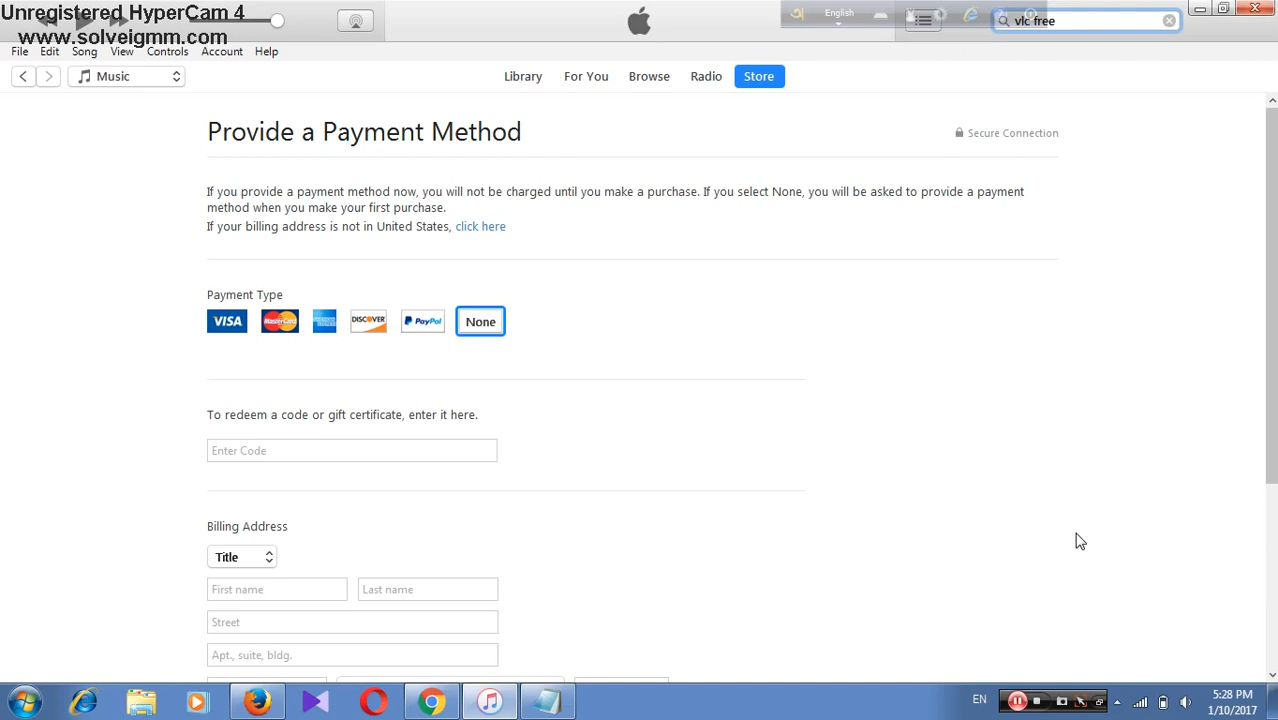 Unregistered HyperCam 4
www.solveigmm.com
English
vlc free
File Edit Song View Controls Account Help
Music
Library For You Browse Radio Store
Provide a Payment Method
Secure Connection
If you provide a payment method now, you will not be charged until you make a purchase. If you select None, you will be asked to provide a payment
method when you make your first purchase.
If your billing address is not in United States, click here
Payment Type
VISA MasterCard DISCOVER PayPal None
To redeem a code or gift certificate, enter it here.
Enter Code
Billing Address
Title
First name Last name
Street
Apt., suite, bldg.
EN
5:28 PM
1/10/2017